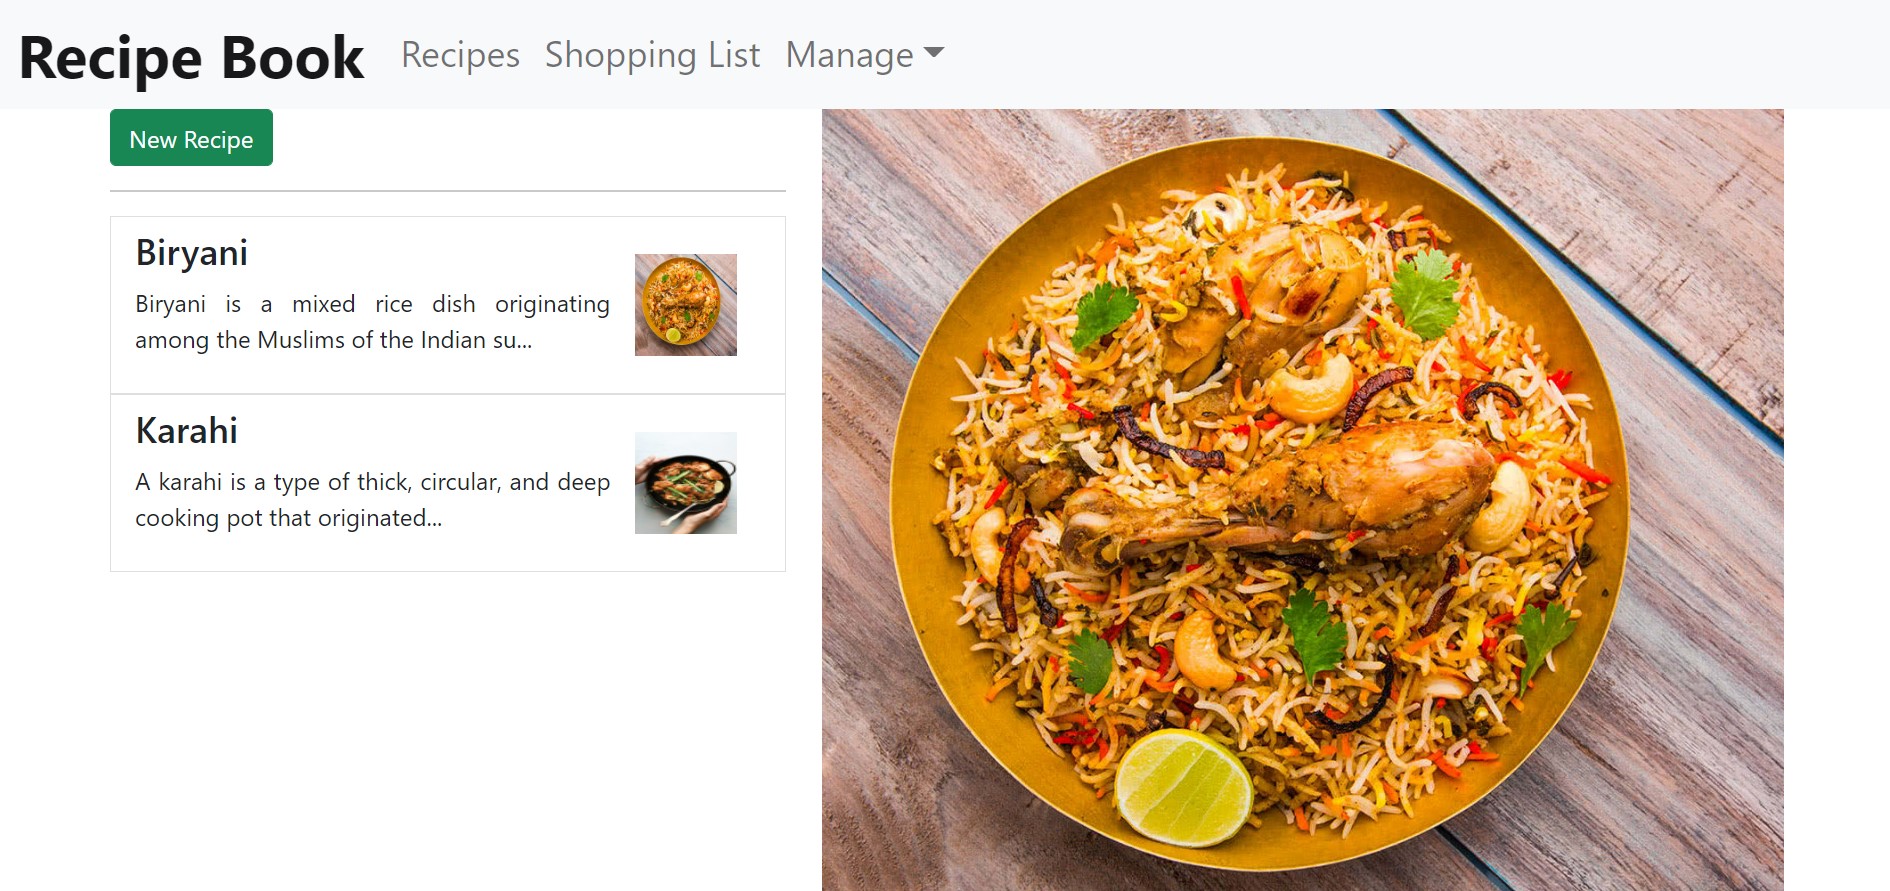 Recipe Book Recipes Shopping List Manage
New Recipe
Biryani
Biryani is a mixed rice dish originating
among the Muslims of the Indian su...
Karahi
A karahi is a type of thick, circular, and deep
cooking pot that originated...